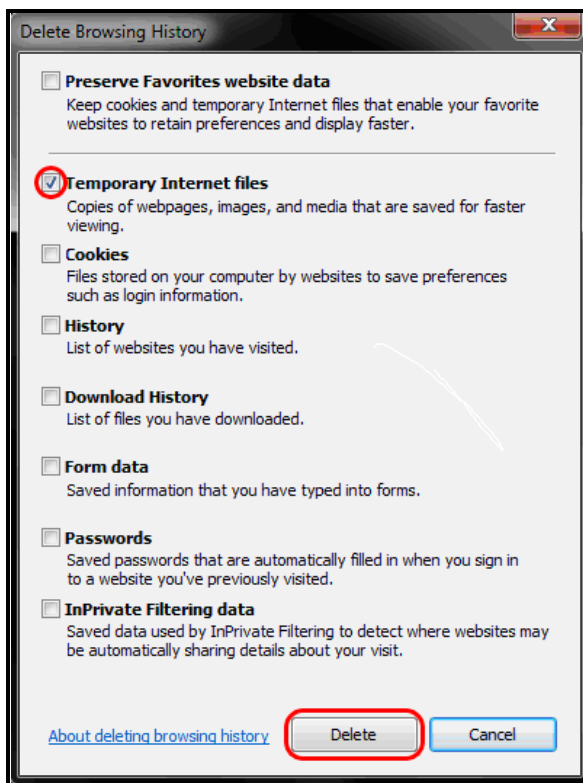 Delete Browsing History
Preserve Favorites website data
Keep cookies and temporary Internet files that enable your favorite
websites to retain preferences and display faster.
Temporary Internet files
Copies of webpages, images, and media that are saved for faster
viewing.
Cookies
Files stored on your computer by websites to save preferences
such as login information.
History
List of websites you have visited.
Download History
List of files you have downloaded.
Form data
Saved information that you have typed into forms.
Passwords
Saved passwords that are automatically filled in when you sign in
to a website you've previously visited.
InPrivate Filtering data
Saved data used by InPrivate Filtering to detect where websites may
be automatically sharing details about your visit.
About deleting browsing history Delete Cancel